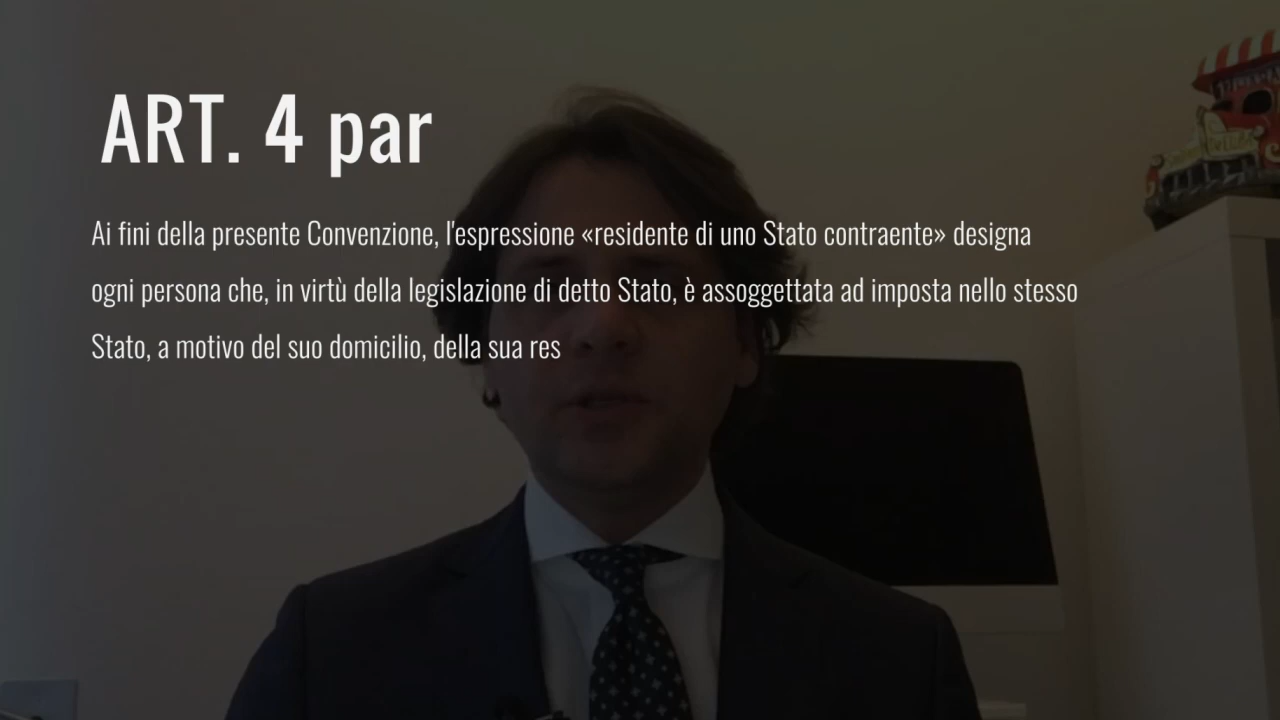 ART. 4 par
Ai fini della presente Convenzione, l'espressione «residente di uno Stato contraente» designa
ogni persona che, in virtù della legislazione di detto Stato, è assoggettata ad imposta nello stesso
Stato, a motivo del suo domicilio, della sua res